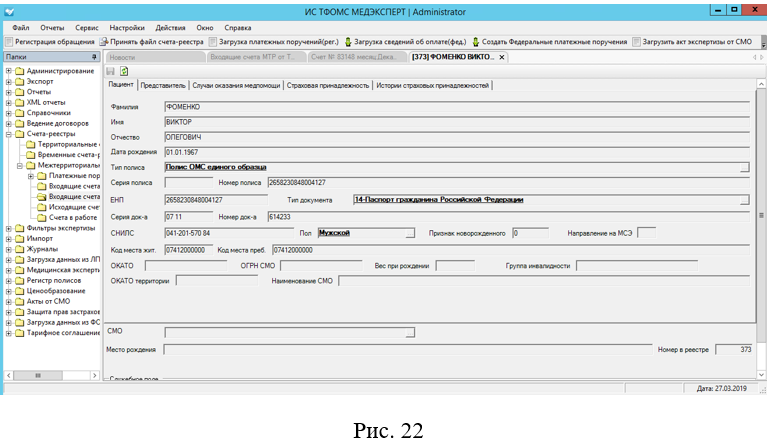 ИС ТФОМС МЕДЭКСПЕРТ | Administrator
Файл Отчеты Сервис Настройки Действия Окно Справка
Регистрация обращения Принять файл счета-реестра Загрузка платежных поручений(рег.) Загрузка сведений об оплате(фед.) Создать Федеральные платежные поручения Загрузить акт экспертизы от СМО
Папки
Новости Входящие счета МТР от Т... Счет № 83148 месяц Дека... [373] ФОМЕНКО ВИКТО... x
Администрирование
Экспорт
Отчеты
XML отчеты
Справочники
Ведение договоров
Счета-реестры
Территориальные
Временные счета-р
Межтерриториальны
Платежные пор
Входящие счета
Входящие счета
Исходящие счет
Счета в работе
Фильтры экспертизы
Импорт
Журналы
Загрузка данных из ЛП
Медицинская эксперти
Регистр полисов
Ценообразование
Акты от СМО
Защита прав застрахов
Загрузка данных из ФС
Тарифное соглашение
Пациент Представитель Случаи оказания медпомощи Страховая принадлежность Истории страховых принадлежностей
Фамилия ФОМЕНКО
Имя ВИКТОР
Отчество ОЛЕГОВИЧ
Дата рождения 01.01.1967
Тип полиса Полис ОМС единого образца
Серия полиса Номер полиса 2658230848004127
ЕНП 2658230848004127 Тип документа 14-Паспорт гражданина Российской Федерации
Серия док-а 07 11 Номер док-а 614233
СНИЛС 041-201-570 84 Пол Мужской Признак новорожденного 0 Направление на МСЭ
Код места жит. 07412000000 Код места преб. 07412000000
ОКАТО ОГРН СМО Вес при рождении Группа инвалидности
ОКАТО территории Наименование СМО
СМО
Место рождения Номер в реестре 373
Служебное поле
Дата: 27.03.2019
Рис. 22